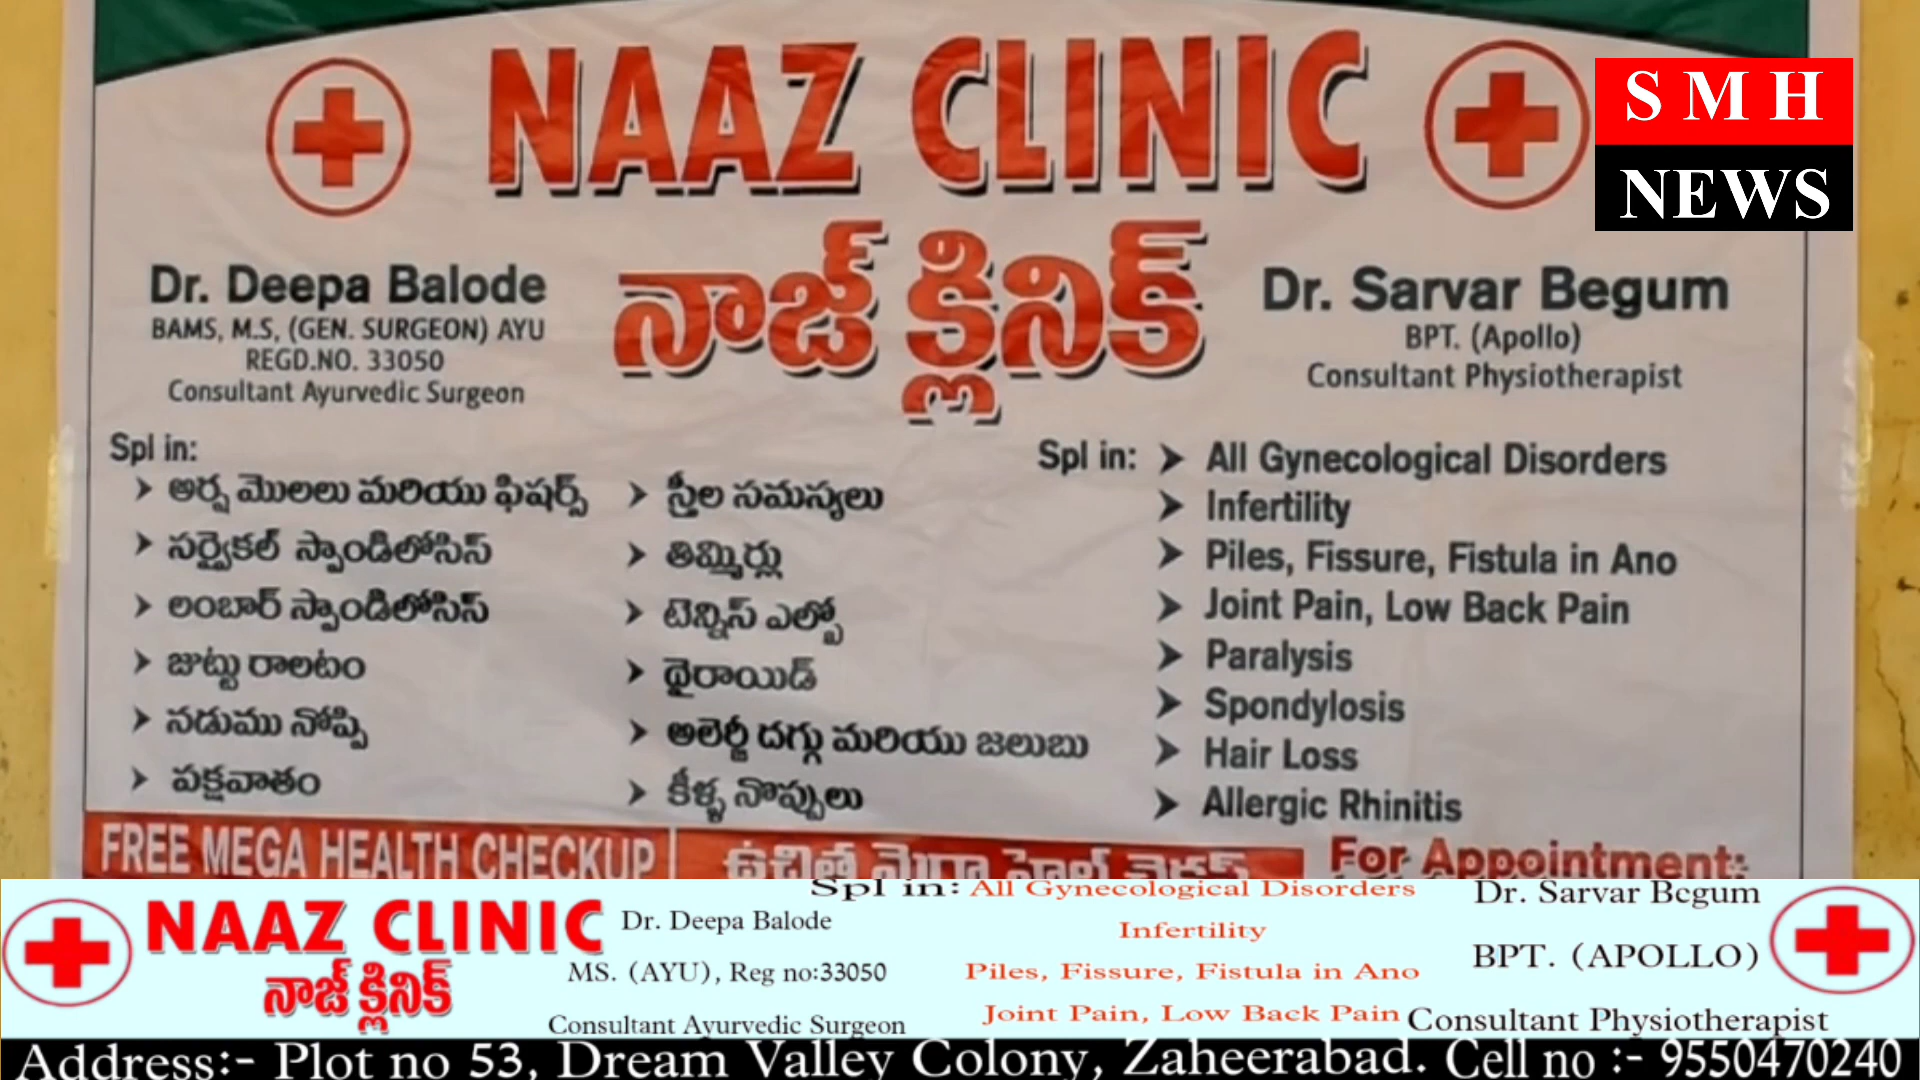 NAAZ CLINIC
S M H
NEWS
నాజ్ క్లినిక్
Dr. Deepa Balode
BAMS, M.S, (GEN. SURGEON) AYU
REGD.NO. 33050
Consultant Ayurvedic Surgeon
Dr. Sarvar Begum
BPT. (Apollo)
Consultant Physiotherapist
Spl in:
➤ అర్ష మొలలు మరియు ఫిషర్స్
➤ సర్వైకల్ స్పాండిలోసిస్
➤ లంబార్ స్పాండిలోసిస్
➤ జుట్టు రాలటం
➤ నడుము నోప్పి
➤ పక్షవాతం
➤ స్త్రీల సమస్యలు
➤ తిమ్మిర్లు
➤ టెన్నిస్ ఎల్బో
➤ థైరాయిడ్
➤ అలెర్జీ దగ్గు మరియు జలుబు
➤ కీళ్ళ నొప్పులు
Spl in: ➤ All Gynecological Disorders
➤ Infertility
➤ Piles, Fissure, Fistula in Ano
➤ Joint Pain, Low Back Pain
➤ Paralysis
➤ Spondylosis
➤ Hair Loss
➤ Allergic Rhinitis
FREE MEGA HEALTH CHECKUP
ఉచిత మెగా హెల్త్ చెకప్
For Appointment:
NAAZ CLINIC
నాజ్ క్లినిక్
Dr. Deepa Balode
MS. (AYU), Reg no:33050
Consultant Ayurvedic Surgeon
Spl in: All Gynecological Disorders
Infertility
Piles, Fissure, Fistula in Ano
Joint Pain, Low Back Pain
Dr. Sarvar Begum
BPT. (APOLLO)
Consultant Physiotherapist
Address:- Plot no 53, Dream Valley Colony, Zaheerabad. Cell no :- 9550470240